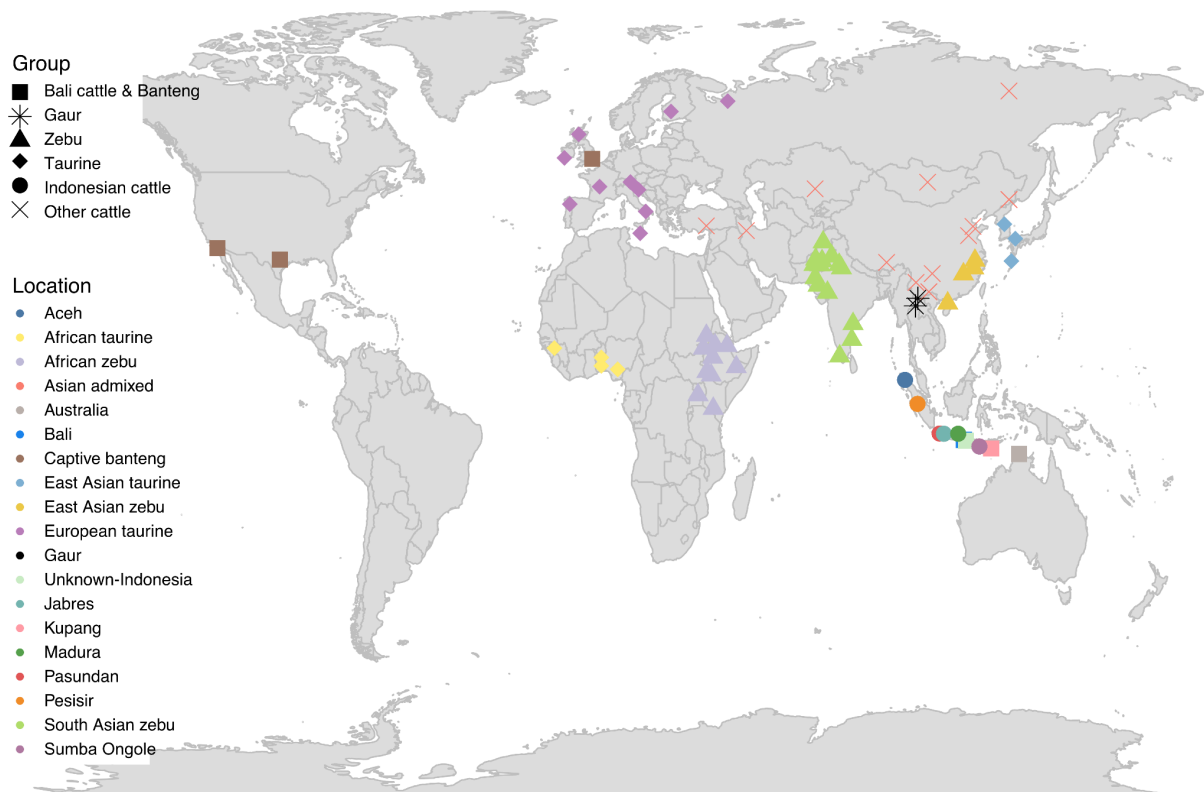 Group
Bali cattle & Banteng
Gaur
Zebu
Taurine
Indonesian cattle
Other cattle
Location
Aceh
African taurine
African zebu
Asian admixed
Australia
Bali
Captive banteng
East Asian taurine
East Asian zebu
European taurine
Gaur
Unknown-Indonesia
Jabres
Kupang
Madura
Pasundan
Pesisir
South Asian zebu
Sumba Ongole